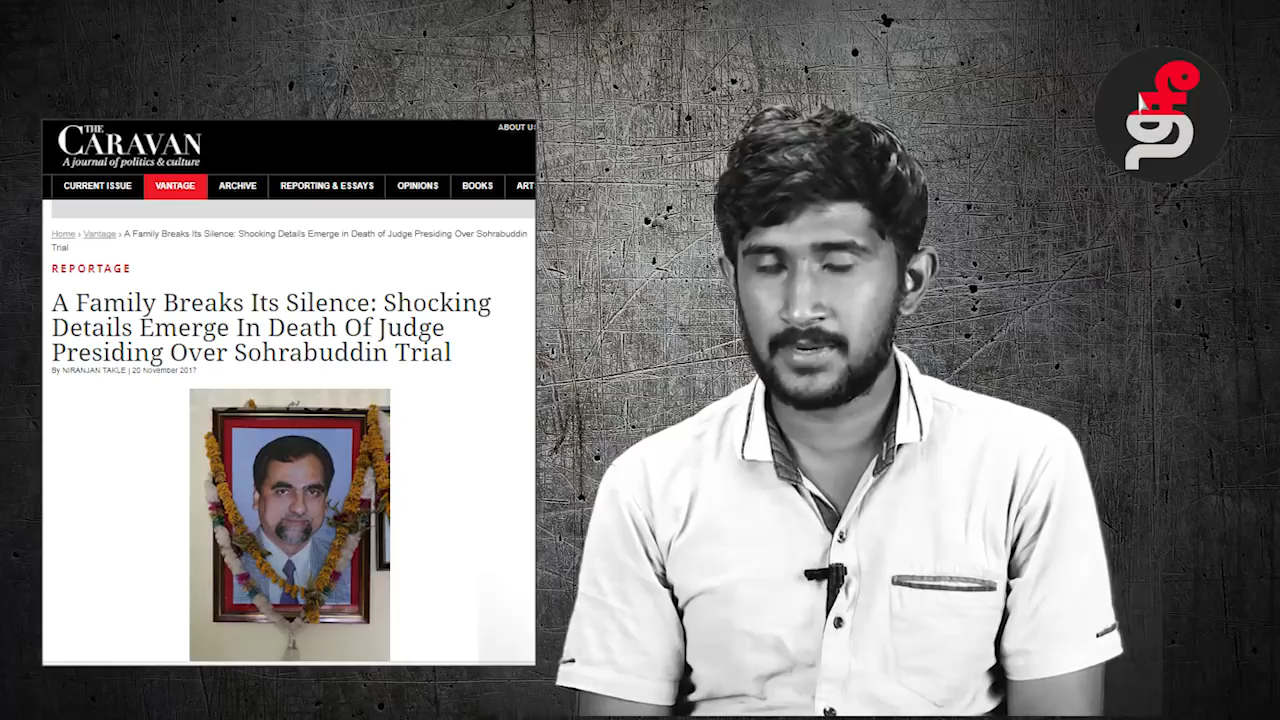 THE
CARAVAN
A journal of politics & culture
ABOUT US
CURRENT ISSUE VANTAGE ARCHIVE REPORTING & ESSAYS OPINIONS BOOKS ART
Home › Vantage › A Family Breaks Its Silence: Shocking Details Emerge in Death of Judge Presiding Over Sohrabuddin
Trial
REPORTAGE
A Family Breaks Its Silence: Shocking
Details Emerge In Death Of Judge
Presiding Over Sohrabuddin Trial
By NIRANJAN TAKLE | 20 November 2017